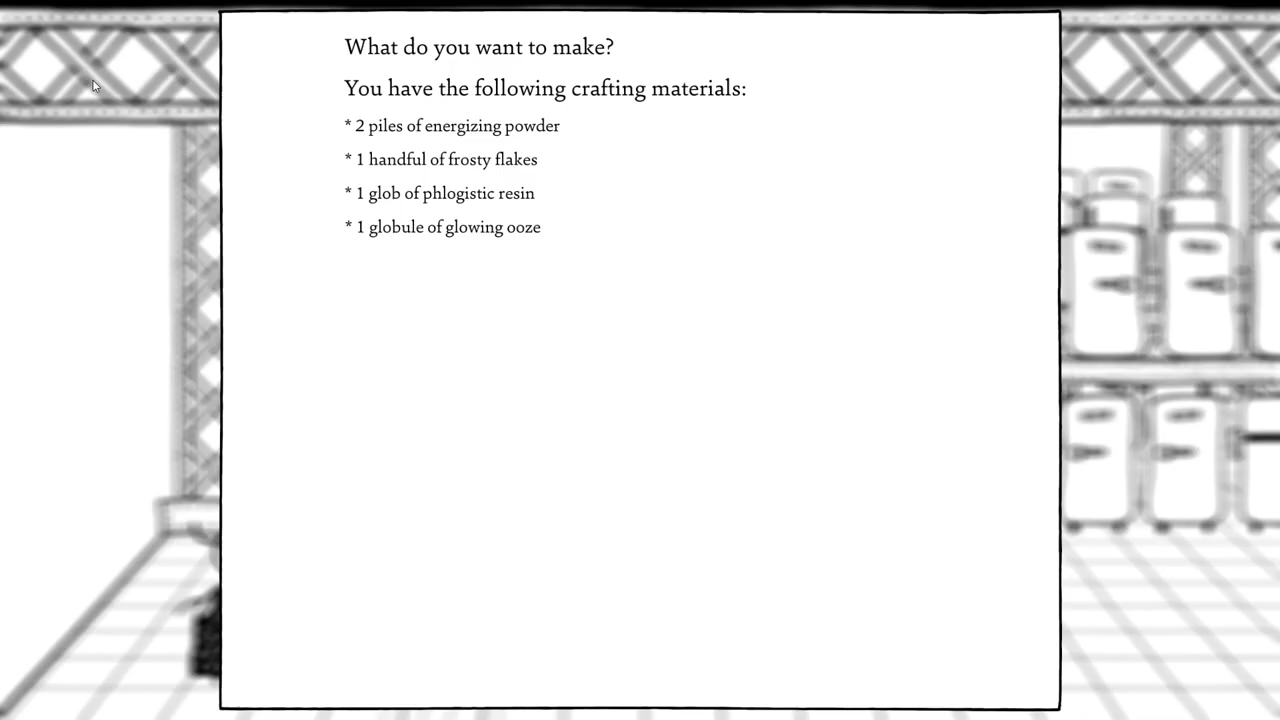 What do you want to make?
You have the following crafting materials:
* 2 piles of energizing powder
* 1 handful of frosty flakes
* 1 glob of phlogistic resin
* 1 globule of glowing ooze